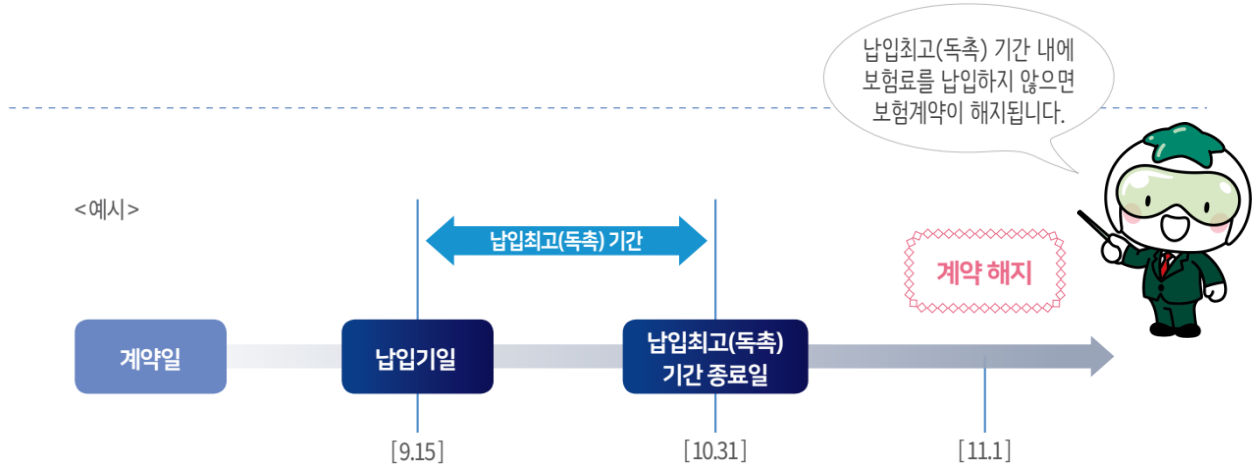 납입최고(독촉) 기간 내에
보험료를 납입하지 않으면
보험계약이 해지됩니다.
<예시>
납입최고(독촉) 기간
계약 해지
계약일
납입기일
납입최고(독촉)
기간 종료일
[9.15]
[10.31]
[11.1]